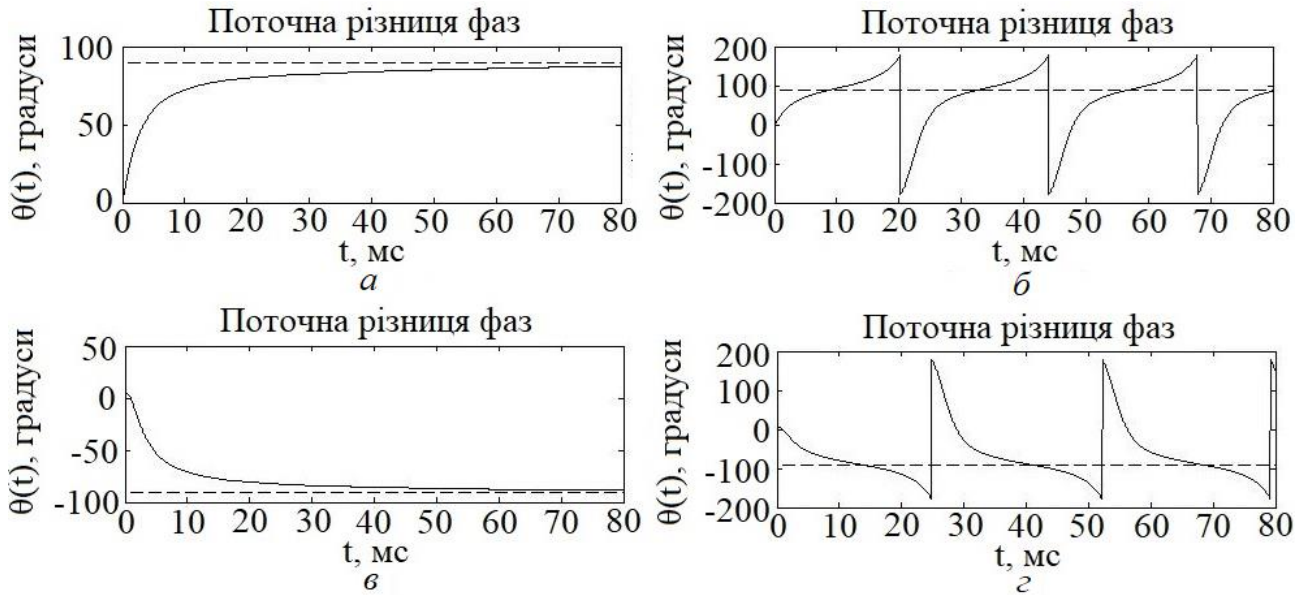 Поточна різниця фаз
θ(t), градуси
100
50
0
0 10 20 30 40 50 60 70 80
t, мс
а
Поточна різниця фаз
θ(t), градуси
200
100
0
-100
-200
0 10 20 30 40 50 60 70 80
t, мс
б
Поточна різниця фаз
θ(t), градуси
50
0
-50
-100
0 10 20 30 40 50 60 70 80
t, мс
в
Поточна різниця фаз
θ(t), градуси
200
100
0
-100
-200
0 10 20 30 40 50 60 70 80
t, мс
г